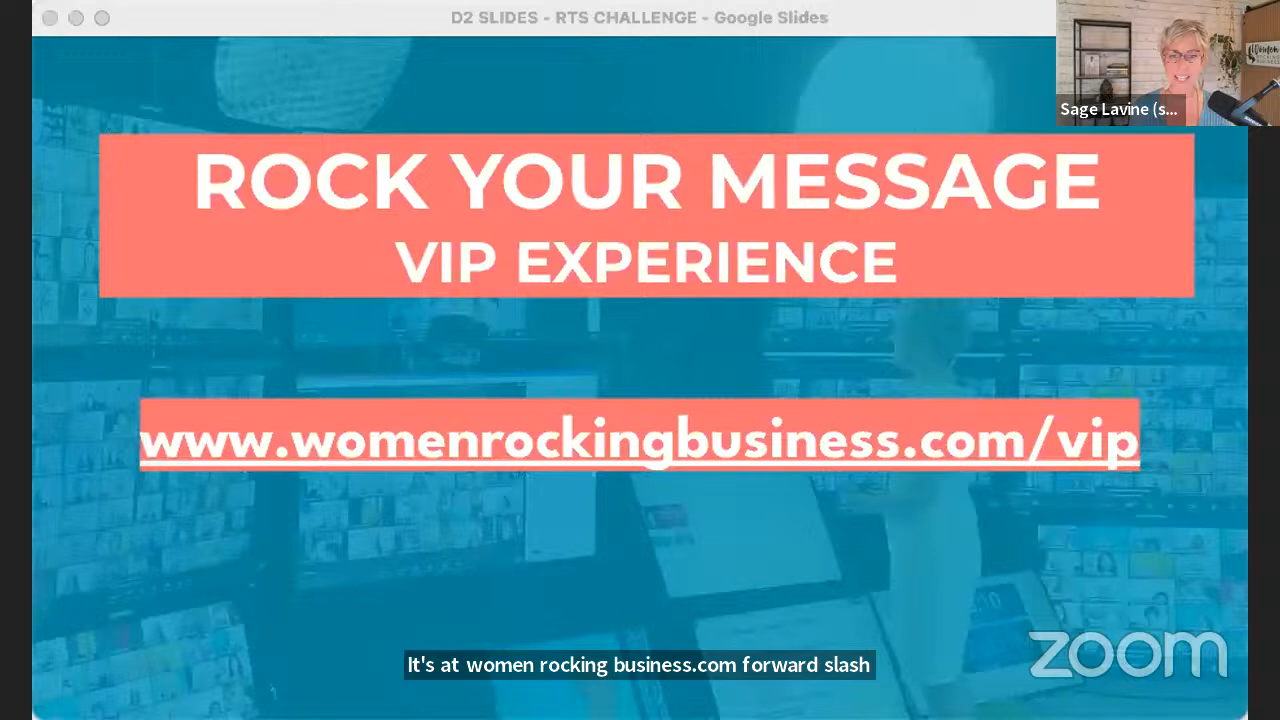 D2 SLIDES - RTS CHALLENGE - Google Slides
Sage Lavine (s...
ROCK YOUR MESSAGE
VIP EXPERIENCE
www.womenrockingbusiness.com/vip
It's at women rocking business.com forward slash
zoom